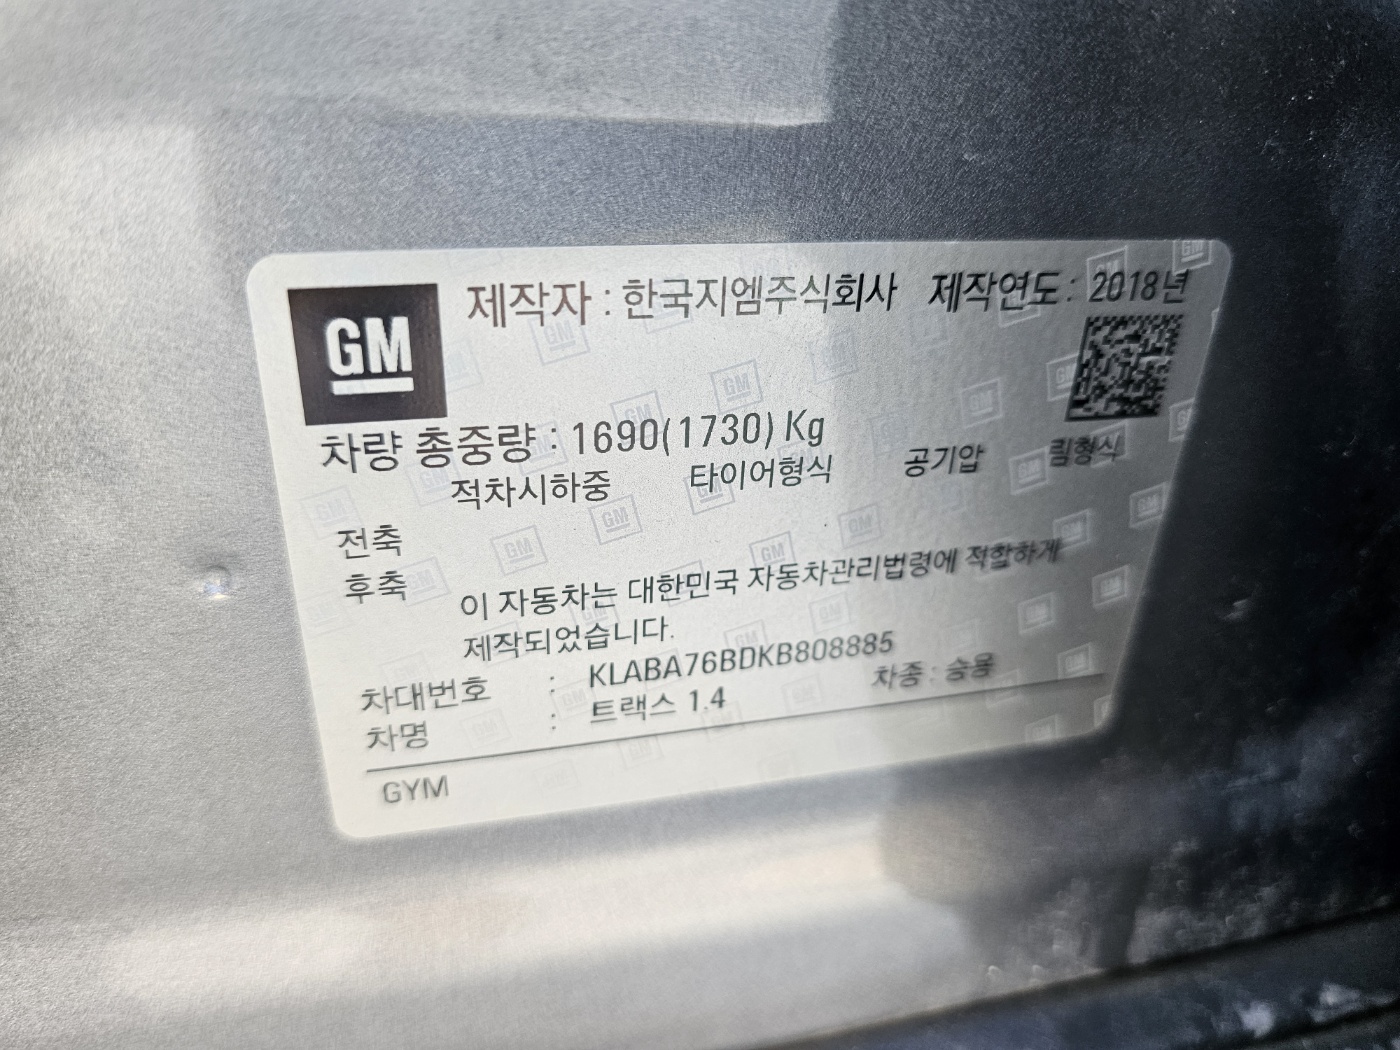 GM
제작자 : 한국지엠주식회사 제작연도 : 2018년
차량 총중량 : 1690(1730) Kg
적차시하중 타이어형식 공기압 림형식
전축
후축
이 자동차는 대한민국 자동차관리법령에 적합하게
제작되었습니다.
차대번호 : KLABA76BDKB808885
차명 : 트랙스 1.4 차종 : 승용
GYM